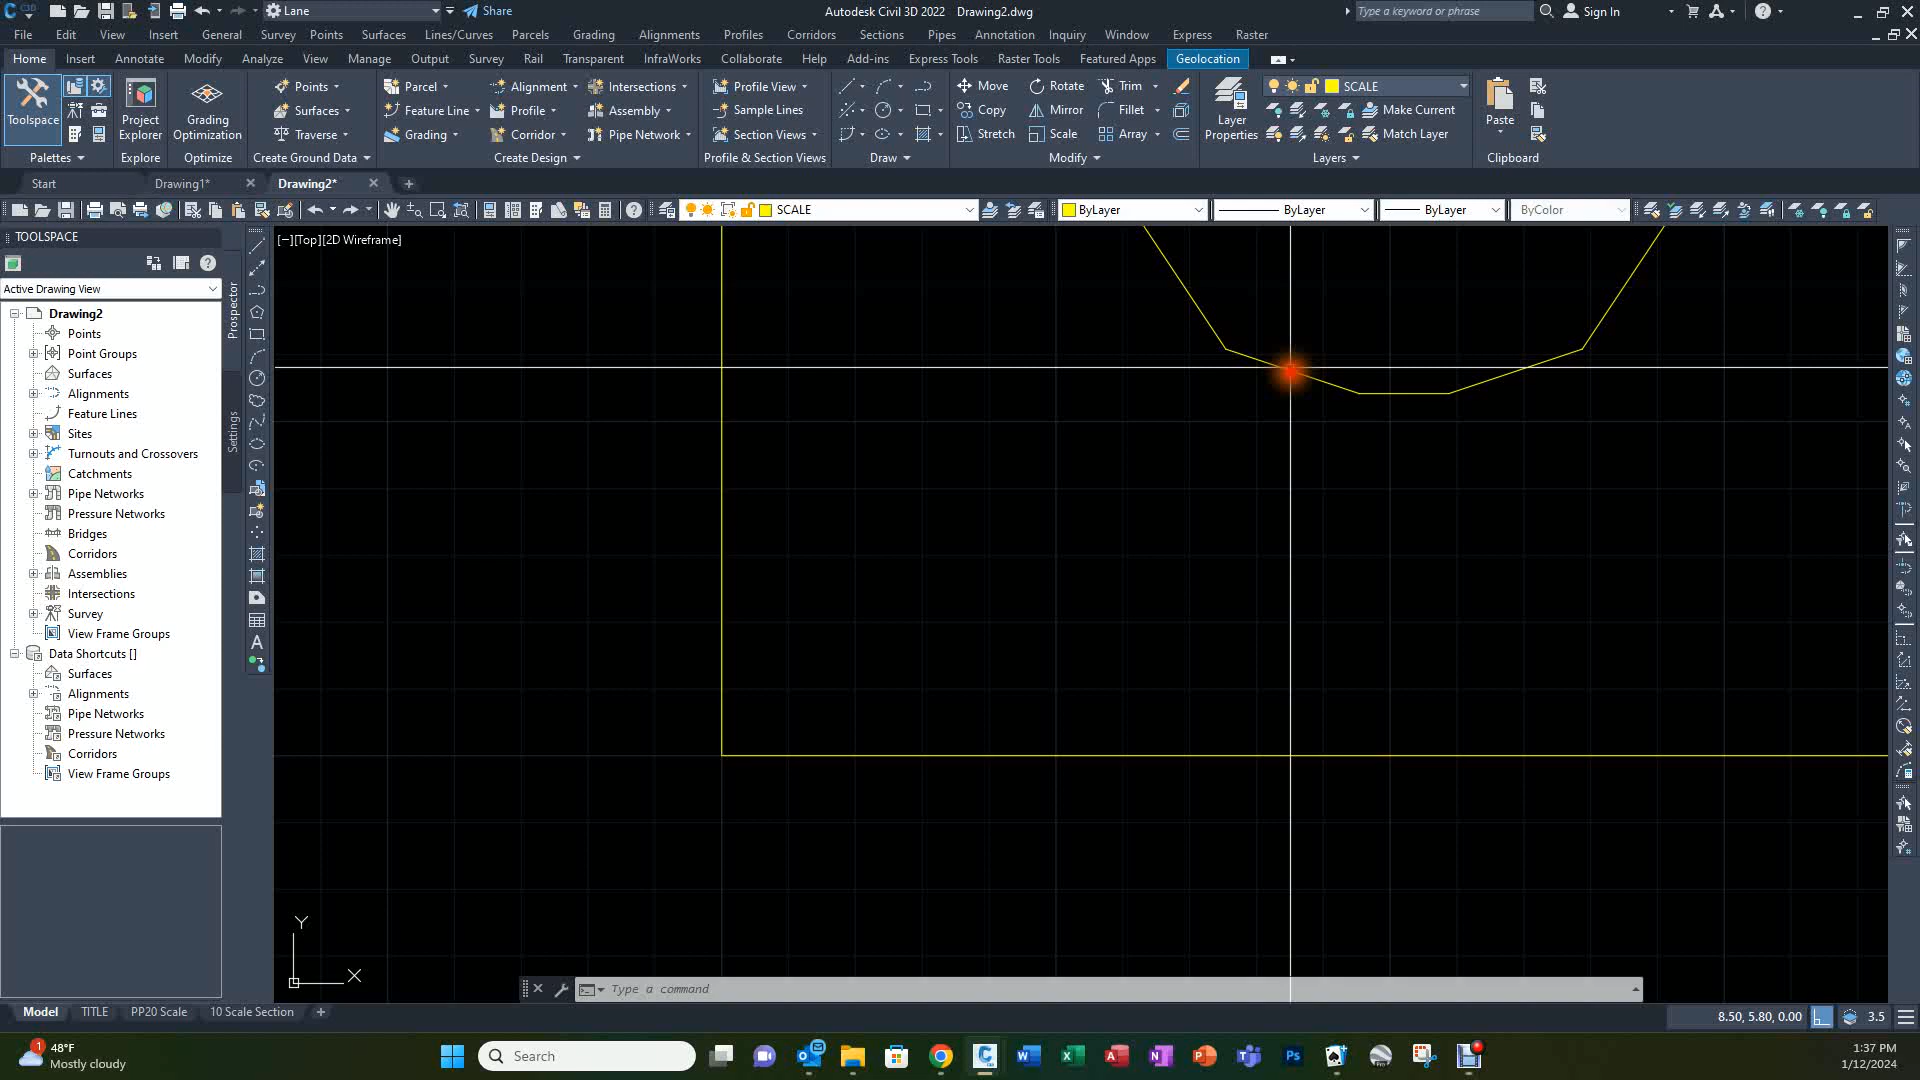 C3D Lane Share Autodesk Civil 3D 2022 Drawing2.dwg Type a keyword or phrase Sign In
File Edit View Insert General Survey Points Surfaces Lines/Curves Parcels Grading Alignments Profiles Corridors Sections Pipes Annotation Inquiry Window Express Raster
Home Insert Annotate Modify Analyze View Manage Output Survey Rail Transparent InfraWorks Collaborate Help Add-ins Express Tools Raster Tools Featured Apps Geolocation
Points Parcel Alignment Intersections Profile View Move Rotate Trim SCALE
Toolspace Project Explorer Grading Optimization Surfaces Feature Line Profile Assembly Sample Lines Copy Mirror Fillet Layer Properties Make Current Paste
Traverse Grading Corridor Pipe Network Section Views Stretch Scale Array Match Layer
Palettes Explore Optimize Create Ground Data Create Design Profile & Section Views Draw Modify Layers Clipboard
Start Drawing1* Drawing2*
SCALE ByLayer ByLayer ByLayer ByColor
TOOLSPACE
[−][Top][2D Wireframe]
Active Drawing View
Prospector
Settings
Drawing2
Points
Point Groups
Surfaces
Alignments
Feature Lines
Sites
Turnouts and Crossovers
Catchments
Pipe Networks
Pressure Networks
Bridges
Corridors
Assemblies
Intersections
Survey
View Frame Groups
Data Shortcuts []
Surfaces
Alignments
Pipe Networks
Pressure Networks
Corridors
View Frame Groups
Y
X
Type a command
Model TITLE PP20 Scale 10 Scale Section 8.50, 5.80, 0.00 3.5
1 48°F
Mostly cloudy
Search
1:37 PM
1/12/2024